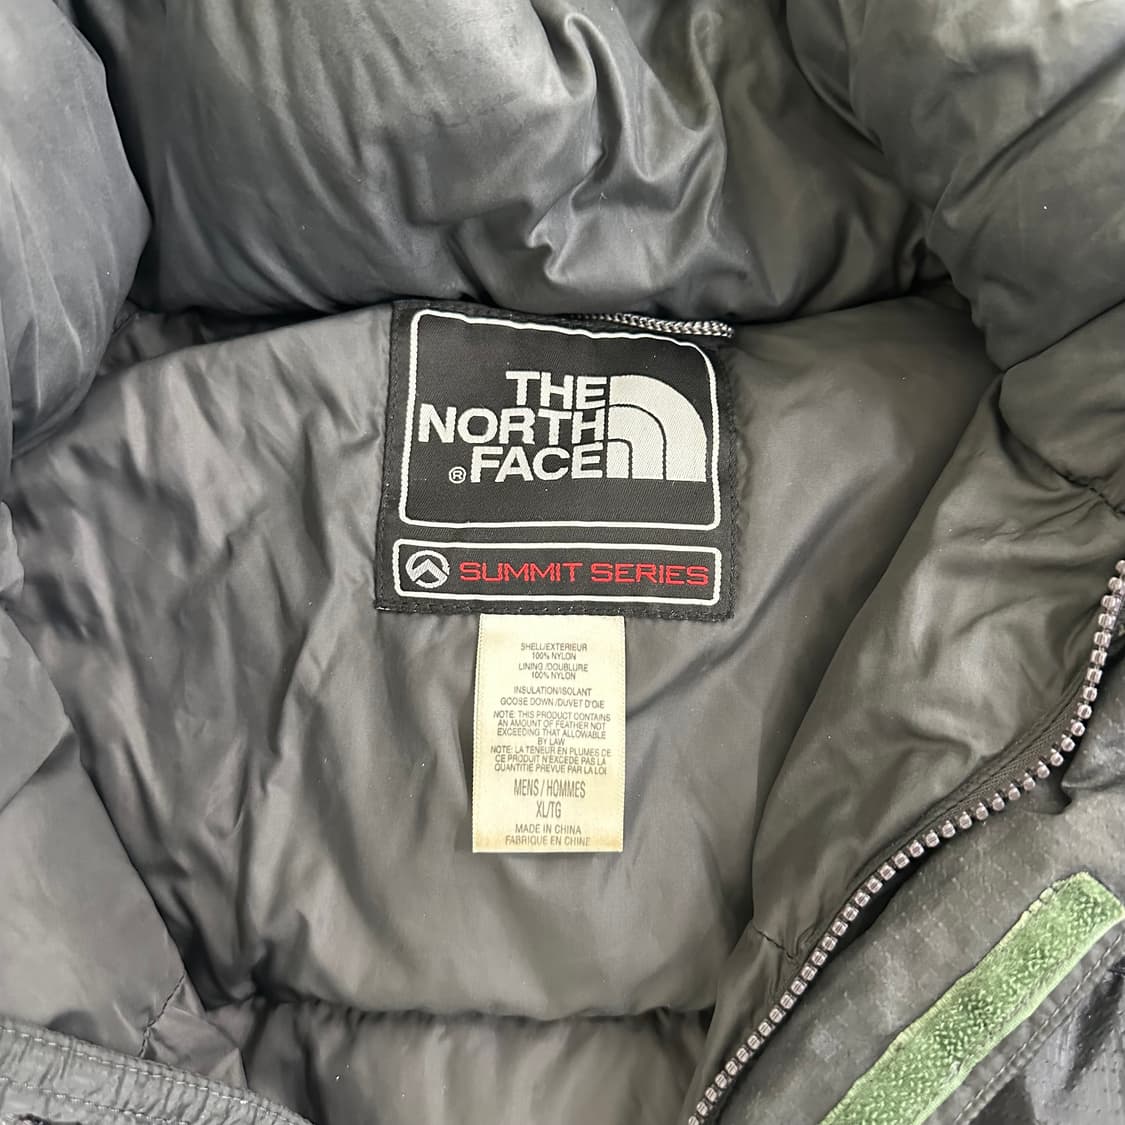 THE
NORTH
® FACE
SUMMIT SERIES
SHELL/EXTERIEUR
100% NYLON
LINING /DOUBLURE
100% NYLON
INSULATION/ISOLANT
GOOSE DOWN /DUVET D'OIE
NOTE: THIS PRODUCT CONTAINS
AN AMOUNT OF FEATHER NOT
EXCEEDING THAT ALLOWABLE
BY LAW
NOTE: LA TENEUR EN PLUMES DE
CE PRODUIT N'EXCEDE PAS LA
QUANTITIE PREVUE PAR LA LOI
MENS / HOMMES
XL/TG
MADE IN CHINA
FABRIQUE EN CHINE